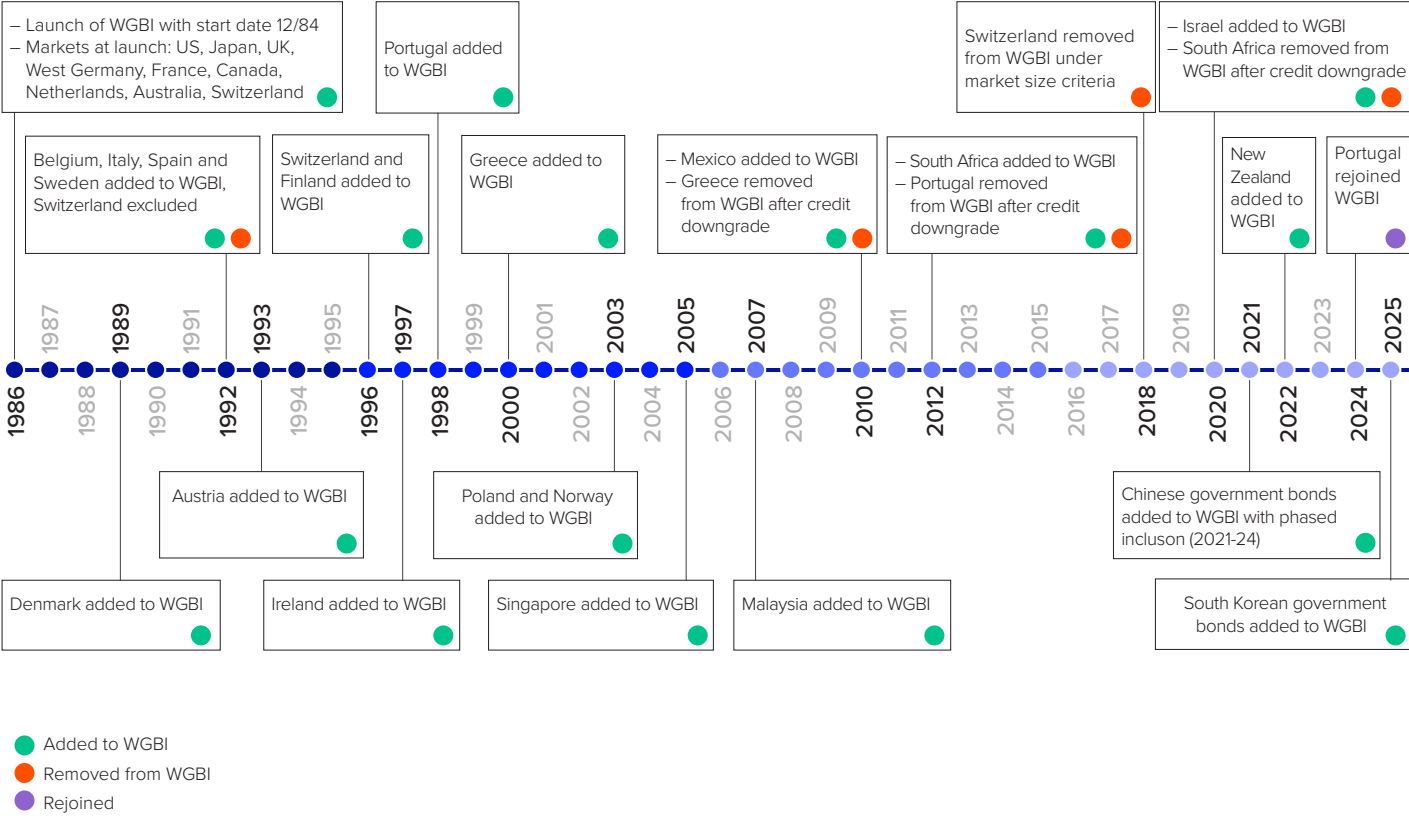 – Launch of WGBI with start date 12/84
– Markets at launch: US, Japan, UK,
West Germany, France, Canada,
Netherlands, Australia, Switzerland
Portugal added
to WGBI
Switzerland removed
from WGBI under
market size criteria
– Israel added to WGBI
– South Africa removed from
WGBI after credit downgrade
Belgium, Italy, Spain and
Sweden added to WGBI,
Switzerland excluded
Switzerland and
Finland added to
WGBI
Greece added to
WGBI
– Mexico added to WGBI
– Greece removed
from WGBI after credit
downgrade
– South Africa added to WGBI
– Portugal removed
from WGBI after credit
downgrade
New
Zealand
added to
WGBI
Portugal
rejoined
WGBI
1987
1989
1991
1993
1995
1997
1999
2001
2003
2005
2007
2009
2011
2013
2015
2017
2019
2021
2023
2025
1986
1988
1990
1992
1994
1996
1998
2000
2002
2004
2006
2008
2010
2012
2014
2016
2018
2020
2022
2024
Austria added to WGBI
Poland and Norway
added to WGBI
Chinese government bonds
added to WGBI with phased
incluson (2021-24)
Denmark added to WGBI
Ireland added to WGBI
Singapore added to WGBI
Malaysia added to WGBI
South Korean government
bonds added to WGBI
Added to WGBI
Removed from WGBI
Rejoined